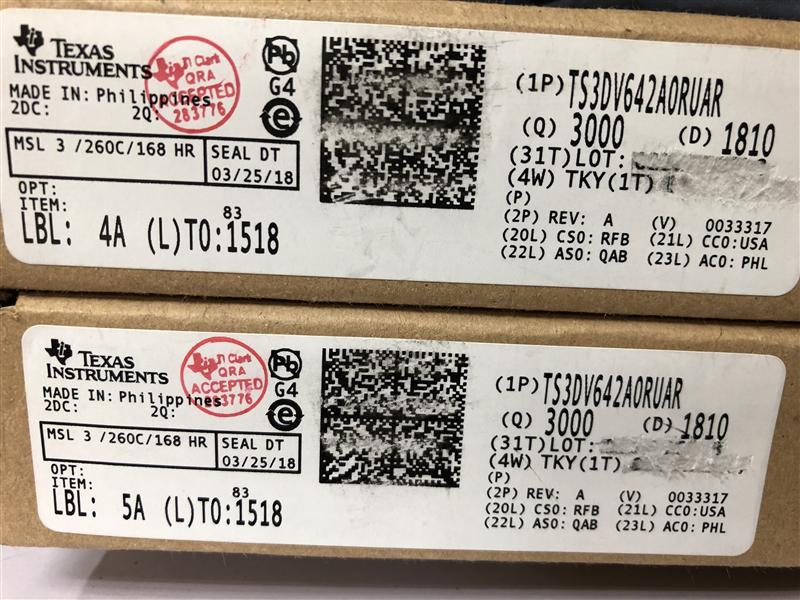 TEXAS
INSTRUMENTS
MADE IN: Philippines
2DC: 2Q:
TI Clark
QRA
ACCEPTED
283776
Pb
G4
e
MSL 3 /260C/168 HR
SEAL DT
03/25/18
OPT:
ITEM:
83
LBL: 4A (L)TO:1518
(1P)TS3DV642A0RUAR
(Q) 3000 (D) 1810
(31T)LOT:
(4W) TKY(1T)
(P)
(2P) REV: A (V) 0033317
(20L) CSO: RFB (21L) CCO:USA
(22L) ASO: QAB (23L) ACO: PHL
TEXAS
INSTRUMENTS
MADE IN: Philippines
2DC: 2Q:
TI Clark
QRA
ACCEPTED
Pb
G4
e
MSL 3 /260C/168 HR
SEAL DT
03/25/18
OPT:
ITEM:
83
LBL: 5A (L)TO:1518
(1P)TS3DV642A0RUAR
(Q) 3000 (D) 1810
(31T)LOT:
(4W) TKY(1T)
(P)
(2P) REV: A (V) 0033317
(20L) CSO: RFB (21L) CCO:USA
(22L) ASO: QAB (23L) ACO: PHL